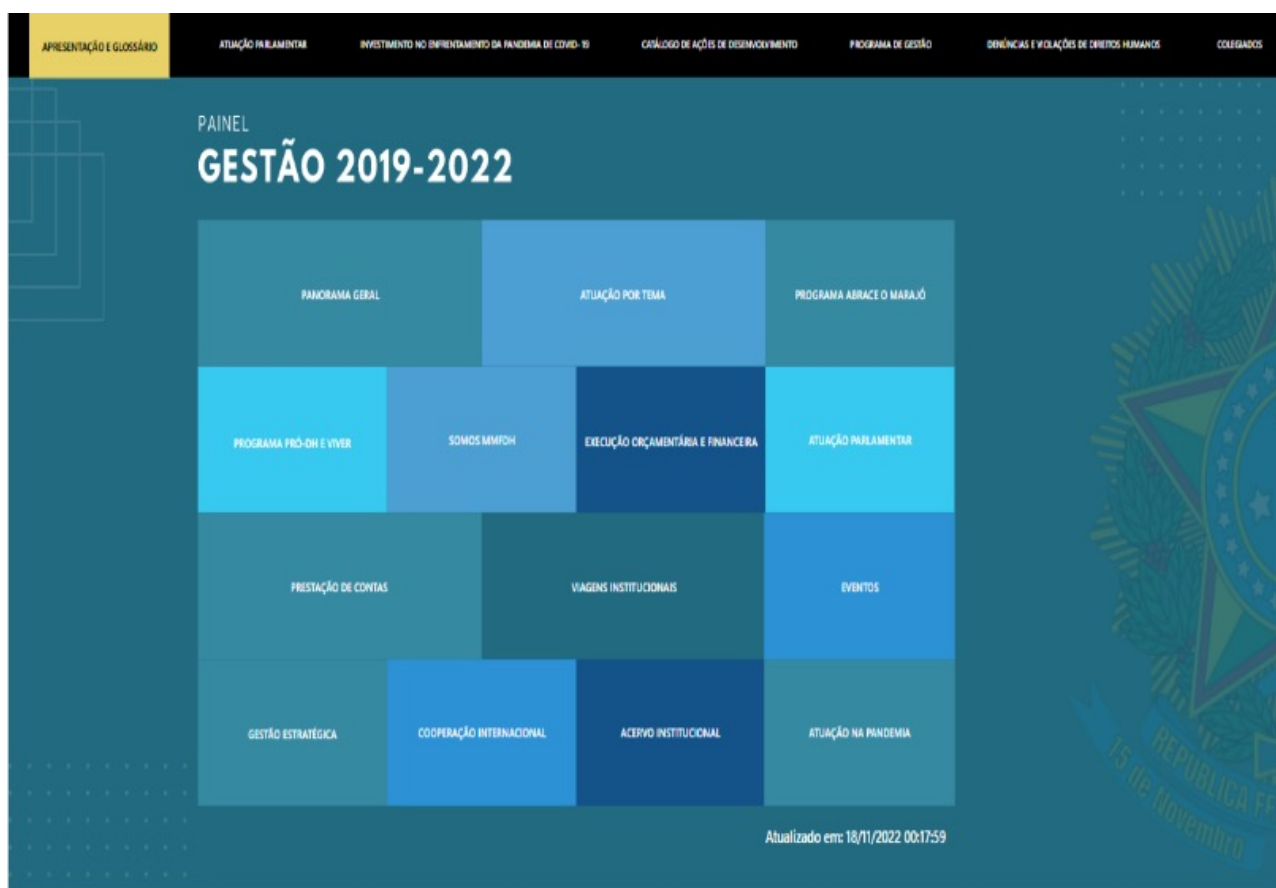 APRESENTAÇÃO E GLOSSÁRIO
ATUAÇÃO PARLAMENTAR
INVESTIMENTO NO ENFRENTAMENTO DA PANDEMIA DE COVID- 19
CATÁLOGO DE AÇÕES DE DESENVOLVIMENTO
PROGRAMA DE GESTÃO
DENÚNCIAS E VIOLAÇÕES DE DIREITOS HUMANOS
COLEGIADOS
PAINEL
GESTÃO 2019-2022
PANORAMA GERAL
ATUAÇÃO POR TEMA
PROGRAMA ABRACE O MARAJÓ
PROGRAMA PRÓ-DH E VIVER
SOMOS MMFDH
EXECUÇÃO ORÇAMENTÁRIA E FINANCEIRA
ATUAÇÃO PARLAMENTAR
PRESTAÇÃO DE CONTAS
VIAGENS INSTITUCIONAIS
EVENTOS
GESTÃO ESTRATÉGICA
COOPERAÇÃO INTERNACIONAL
ACERVO INSTITUCIONAL
ATUAÇÃO NA PANDEMIA
REPUBLICA FE
15 de Novembro
Atualizado em: 18/11/2022 00:17:59